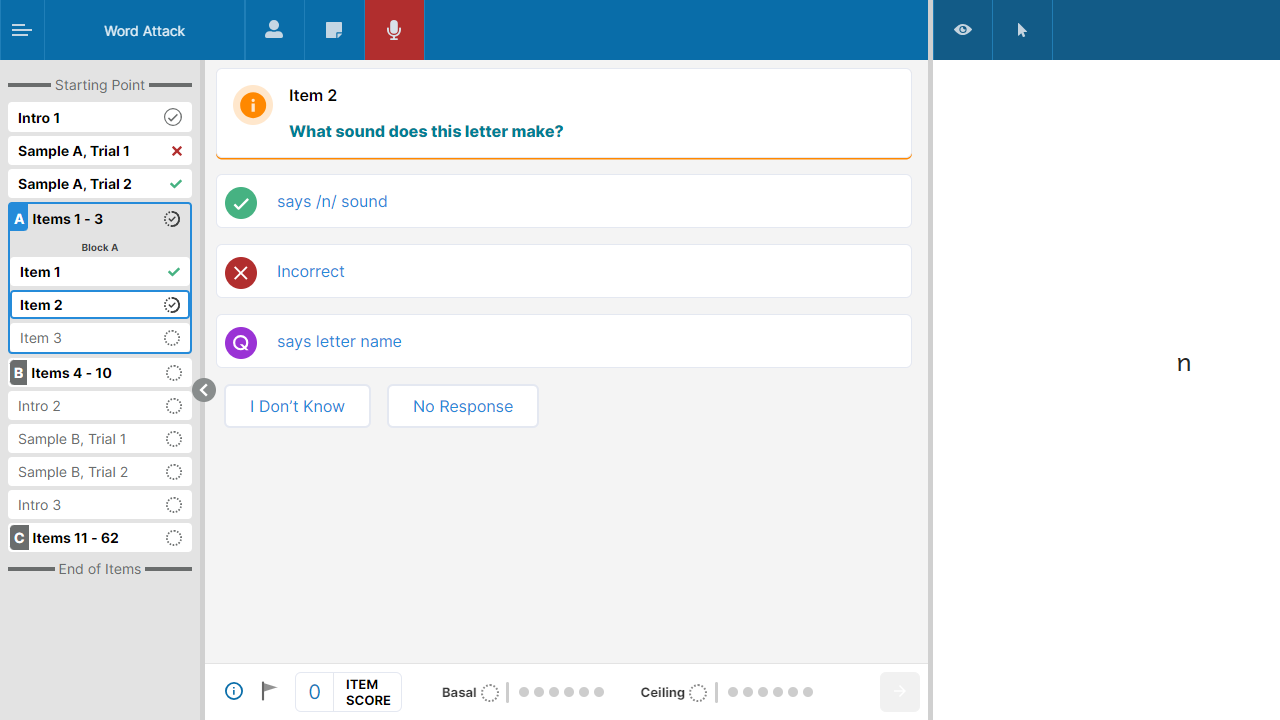 Word Attack
Starting Point
Intro 1
Sample A, Trial 1
Sample A, Trial 2
A Items 1 - 3
Block A
Item 1
Item 2
Item 3
B Items 4 - 10
Intro 2
Sample B, Trial 1
Sample B, Trial 2
Intro 3
C Items 11 - 62
End of Items
Item 2
What sound does this letter make?
says /n/ sound
Incorrect
Q says letter name
I Don’t Know
No Response
0 ITEM
SCORE
Basal
Ceiling
n